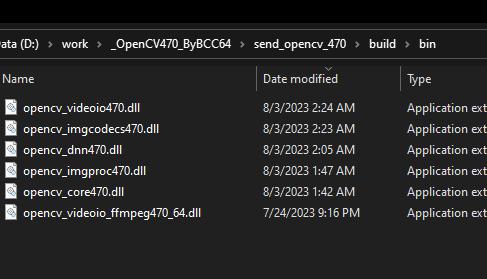 ata (D:) > work > _OpenCV470_ByBCC64 > send_opencv_470 > build > bin
Name Date modified Type
opencv_videoio470.dll 8/3/2023 2:24 AM Application ext
opencv_imgcodecs470.dll 8/3/2023 2:23 AM Application ext
opencv_dnn470.dll 8/3/2023 2:05 AM Application ext
opencv_imgproc470.dll 8/3/2023 1:47 AM Application ext
opencv_core470.dll 8/3/2023 1:42 AM Application ext
opencv_videoio_ffmpeg470_64.dll 7/24/2023 9:16 PM Application ext